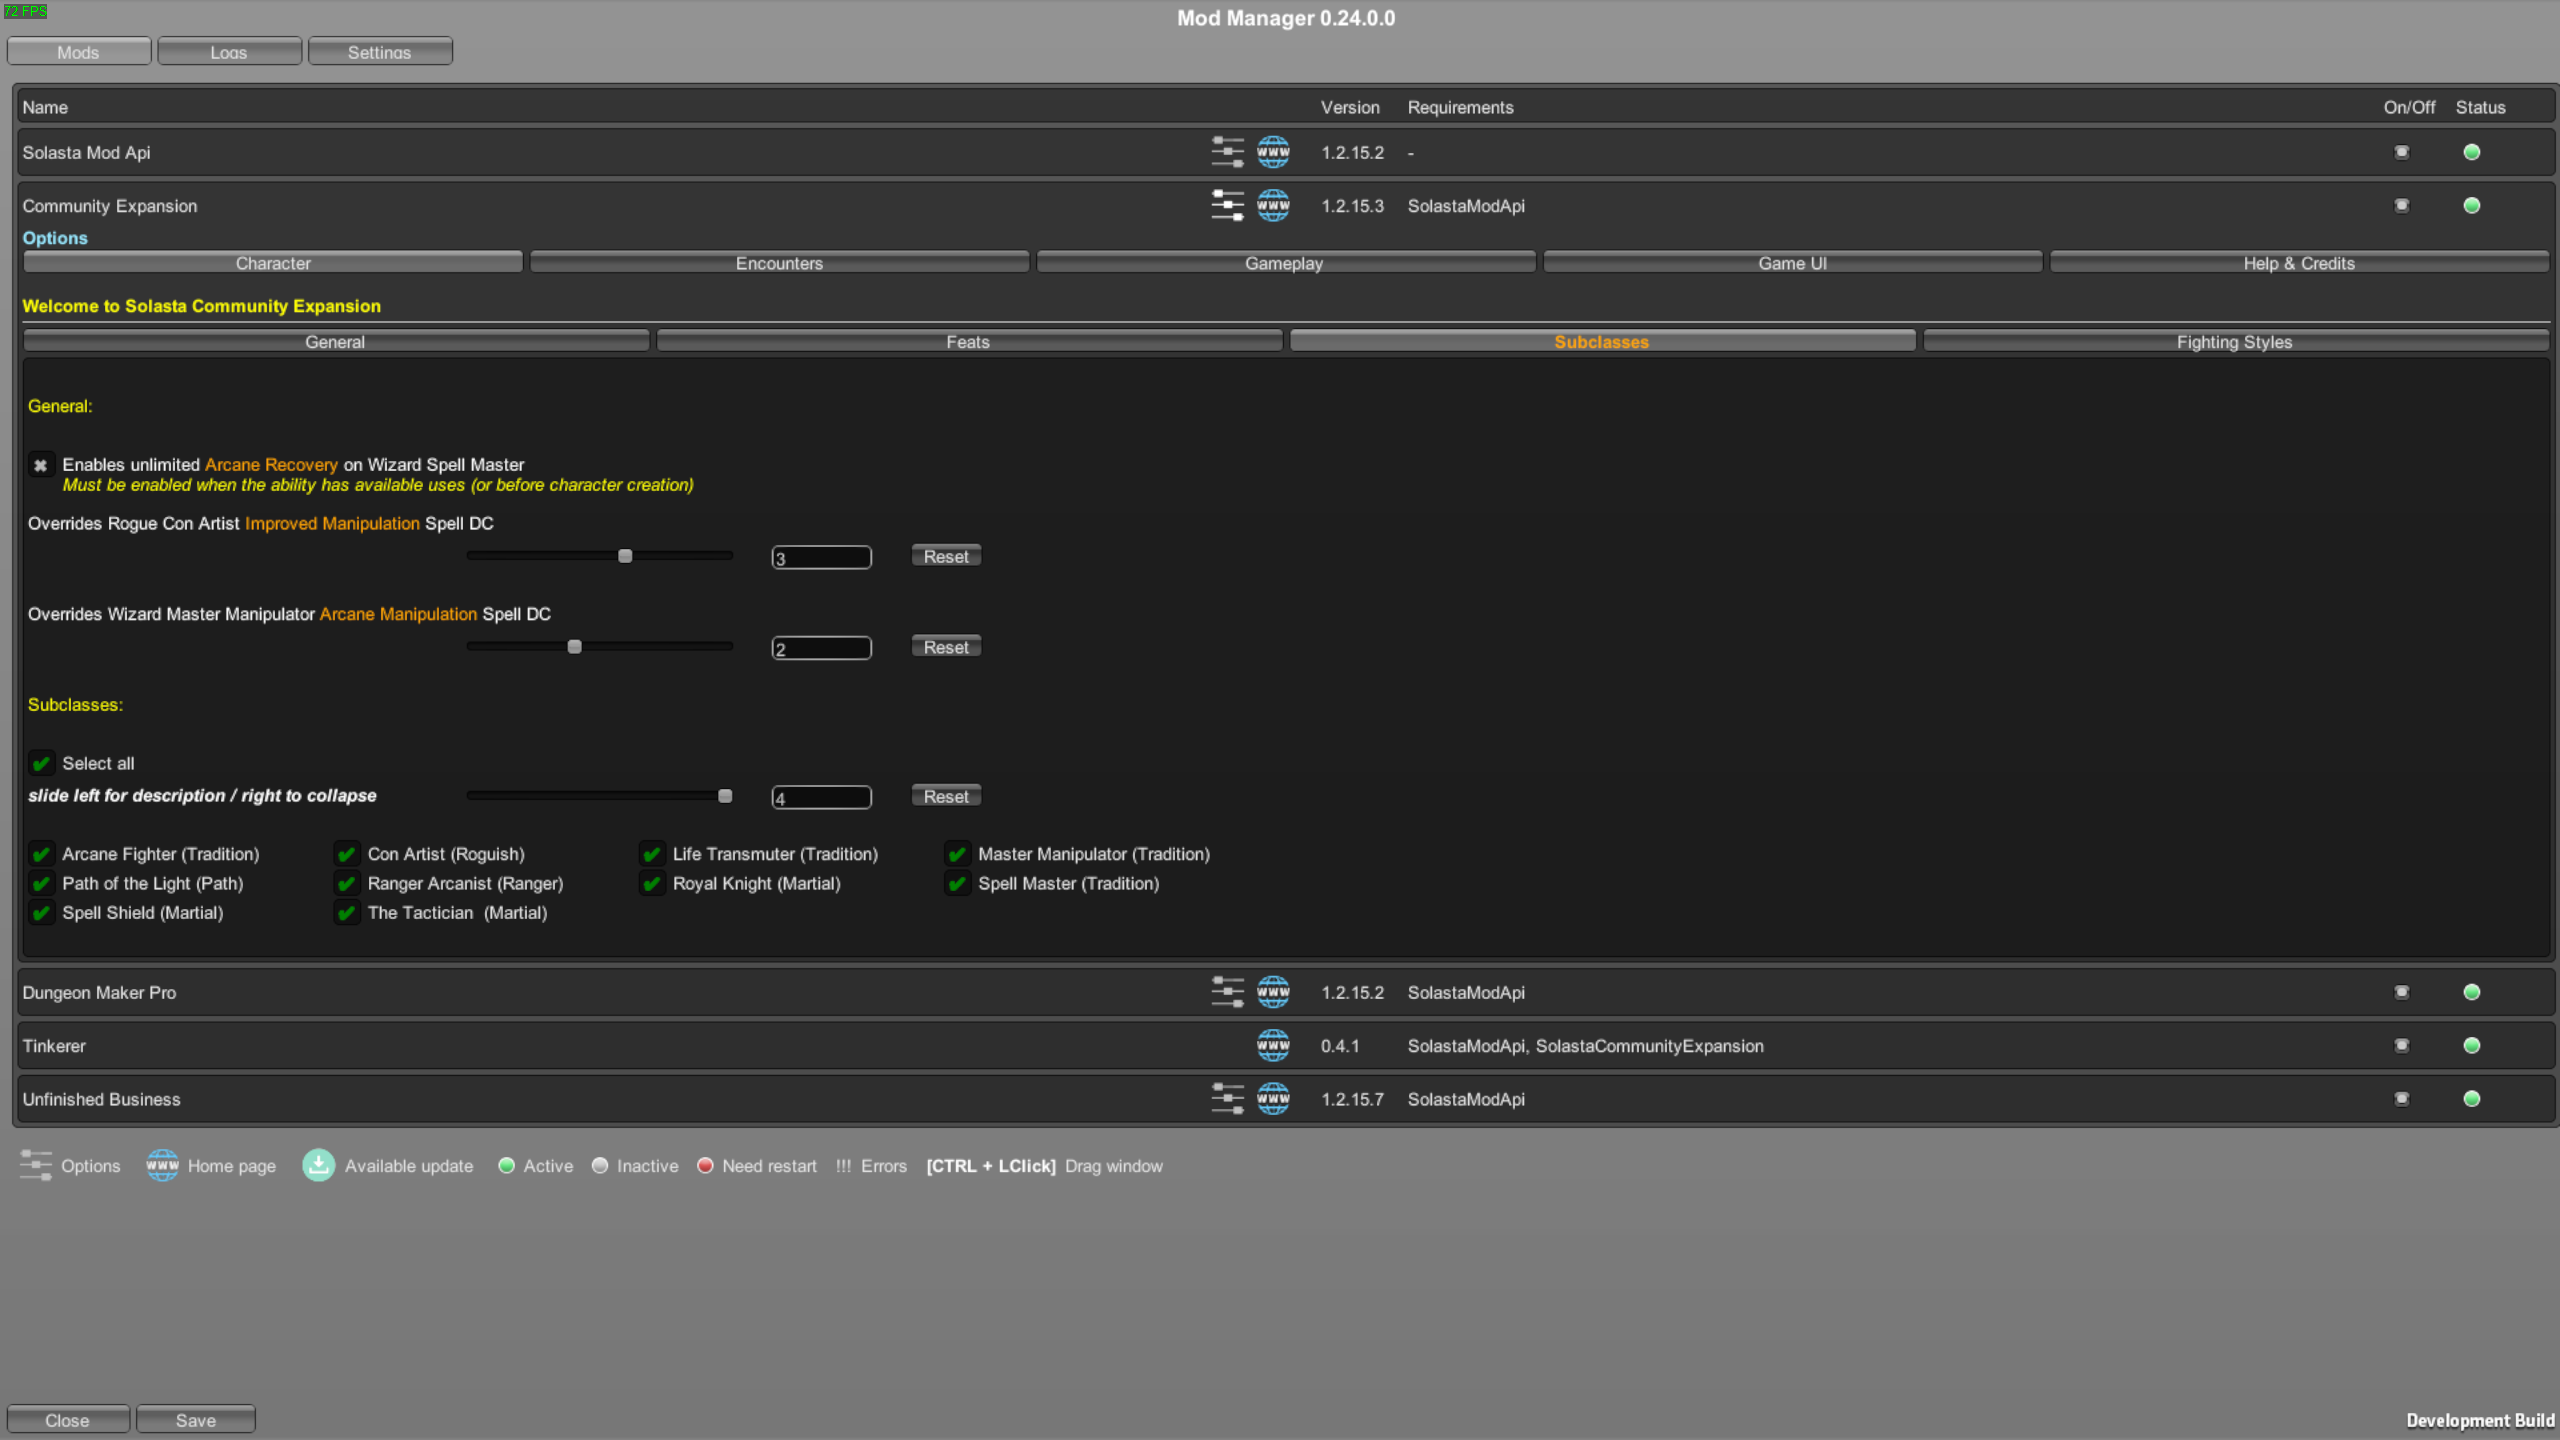 72 FPS
Mod Manager 0.24.0.0
Mods Logs Settings
Name Version Requirements On/Off Status
Solasta Mod Api WWW 1.2.15.2 -
Community Expansion WWW 1.2.15.3 SolastaModApi
Options
Character Encounters Gameplay Game UI Help & Credits
Welcome to Solasta Community Expansion
General Feats Subclasses Fighting Styles
General:
Enables unlimited Arcane Recovery on Wizard Spell Master
Must be enabled when the ability has available uses (or before character creation)
Overrides Rogue Con Artist Improved Manipulation Spell DC
3 Reset
Overrides Wizard Master Manipulator Arcane Manipulation Spell DC
2 Reset
Subclasses:
Select all
slide left for description / right to collapse 4 Reset
Arcane Fighter (Tradition) Con Artist (Roguish) Life Transmuter (Tradition) Master Manipulator (Tradition)
Path of the Light (Path) Ranger Arcanist (Ranger) Royal Knight (Martial) Spell Master (Tradition)
Spell Shield (Martial) The Tactician (Martial)
Dungeon Maker Pro WWW 1.2.15.2 SolastaModApi
Tinkerer WWW 0.4.1 SolastaModApi, SolastaCommunityExpansion
Unfinished Business WWW 1.2.15.7 SolastaModApi
Options WWW Home page Available update Active Inactive Need restart !!! Errors [CTRL + LClick] Drag window
Close Save Development Build